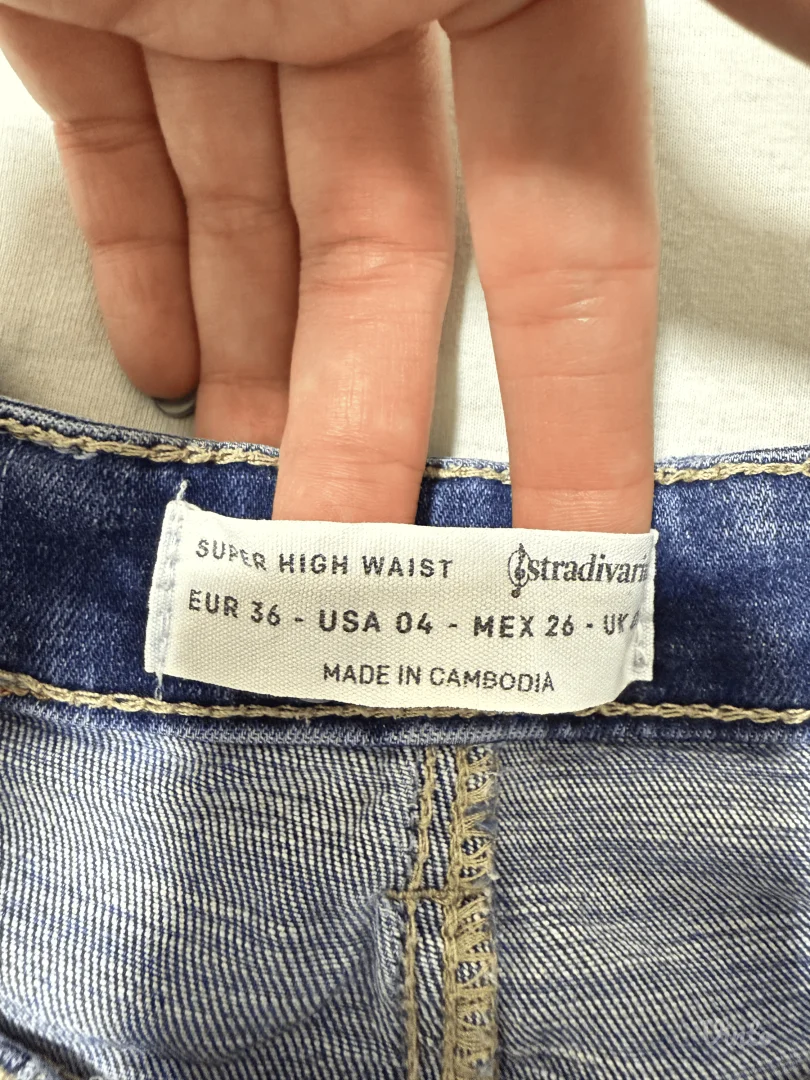 SUPER HIGH WAIST stradivari
EUR 36 - USA 04 - MEX 26 - UK
MADE IN CAMBODIA